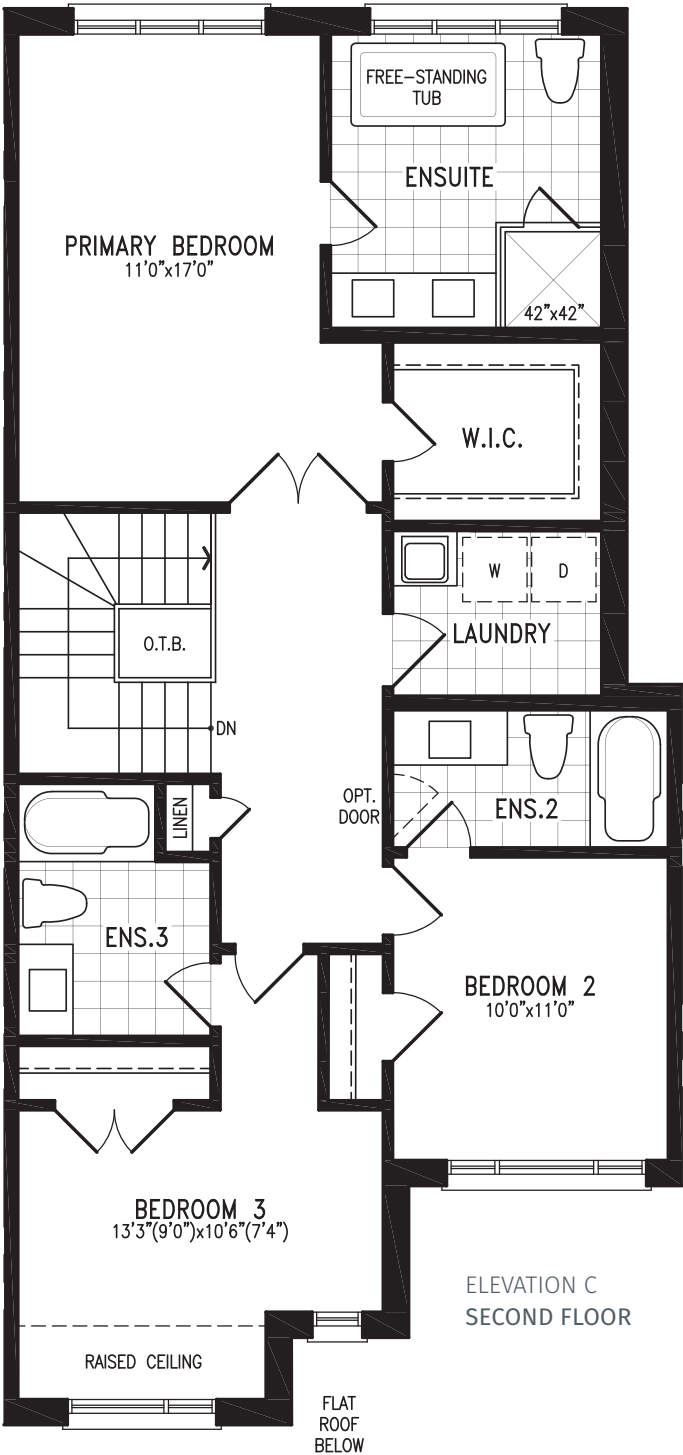 FREE-STANDING
TUB
ENSUITE
PRIMARY BEDROOM
11'0"x17'0"
42"x42"
W.I.C.
W
D
LAUNDRY
O.T.B.
DN
OPT.
DOOR
ENS.2
LINEN
ENS.3
BEDROOM 2
10'0"x11'0"
BEDROOM 3
13'3"(9'0")x10'6"(7'4")
ELEVATION C
SECOND FLOOR
RAISED CEILING
FLAT
ROOF
BELOW